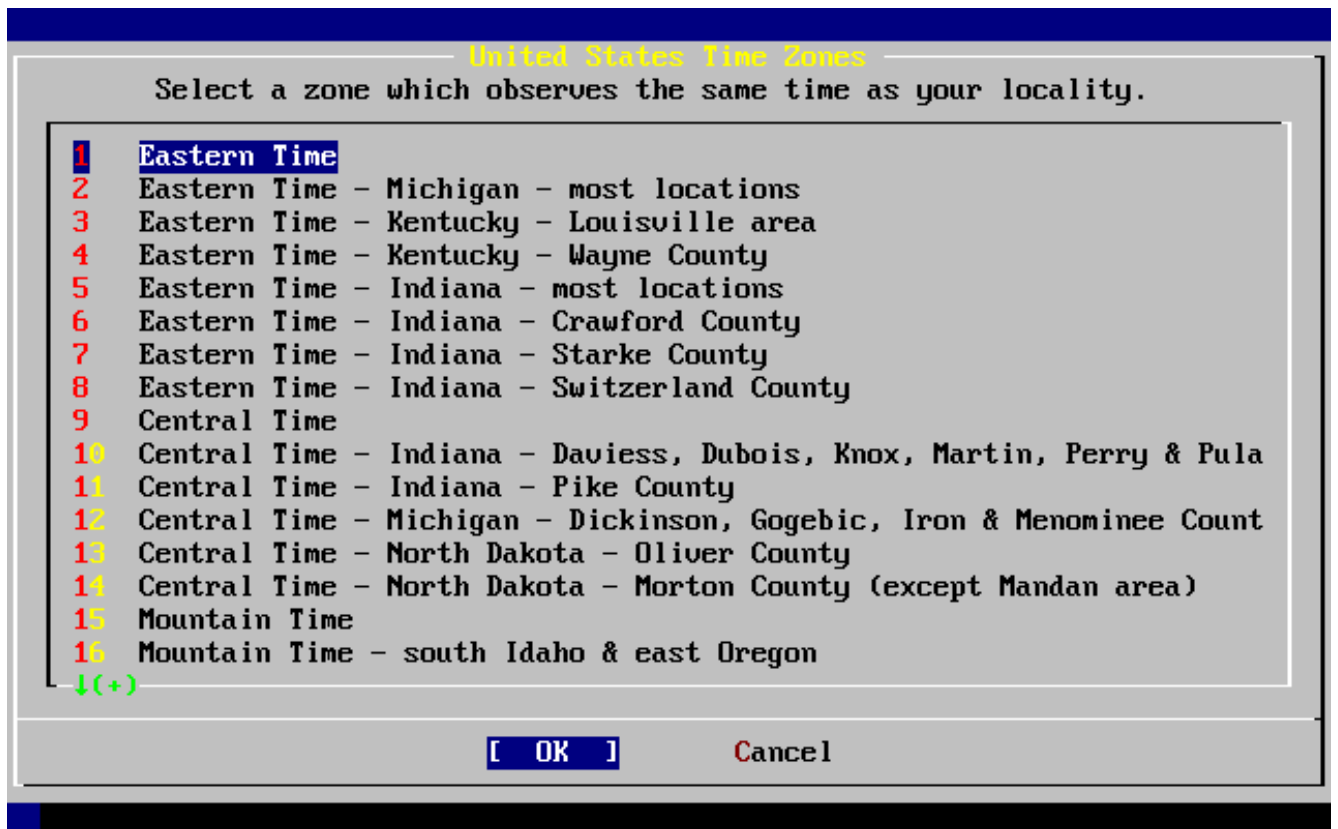 United States Time Zones
Select a zone which observes the same time as your locality.
1 Eastern Time
2 Eastern Time - Michigan - most locations
3 Eastern Time - Kentucky - Louisville area
4 Eastern Time - Kentucky - Wayne County
5 Eastern Time - Indiana - most locations
6 Eastern Time - Indiana - Crawford County
7 Eastern Time - Indiana - Starke County
8 Eastern Time - Indiana - Switzerland County
9 Central Time
10 Central Time - Indiana - Daviess, Dubois, Knox, Martin, Perry & Pula
11 Central Time - Indiana - Pike County
12 Central Time - Michigan - Dickinson, Gogebic, Iron & Menominee Count
13 Central Time - North Dakota - Oliver County
14 Central Time - North Dakota - Morton County (except Mandan area)
15 Mountain Time
16 Mountain Time - south Idaho & east Oregon
↓(+)
[ OK ] Cancel